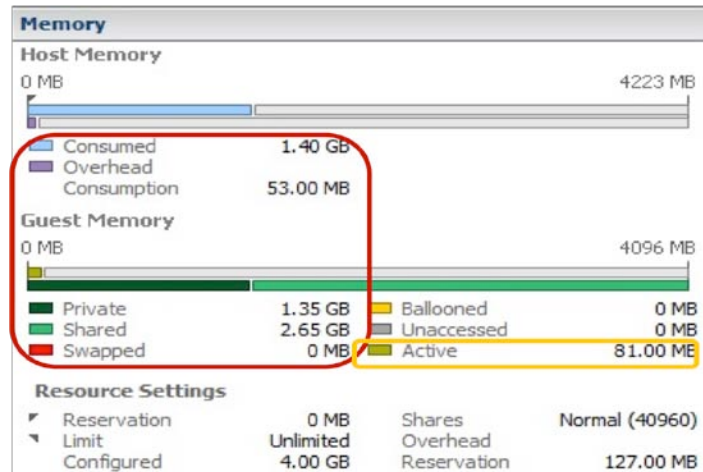 Memory
Host Memory
0 MB 4223 MB
Consumed 1.40 GB
Overhead
Consumption 53.00 MB
Guest Memory
0 MB 4096 MB
Private 1.35 GB Ballooned 0 MB
Shared 2.65 GB Unaccessed 0 MB
Swapped 0 MB Active 81.00 MB
Resource Settings
Reservation 0 MB Shares Normal (40960)
Limit Unlimited Overhead
Configured 4.00 GB Reservation 127.00 MB